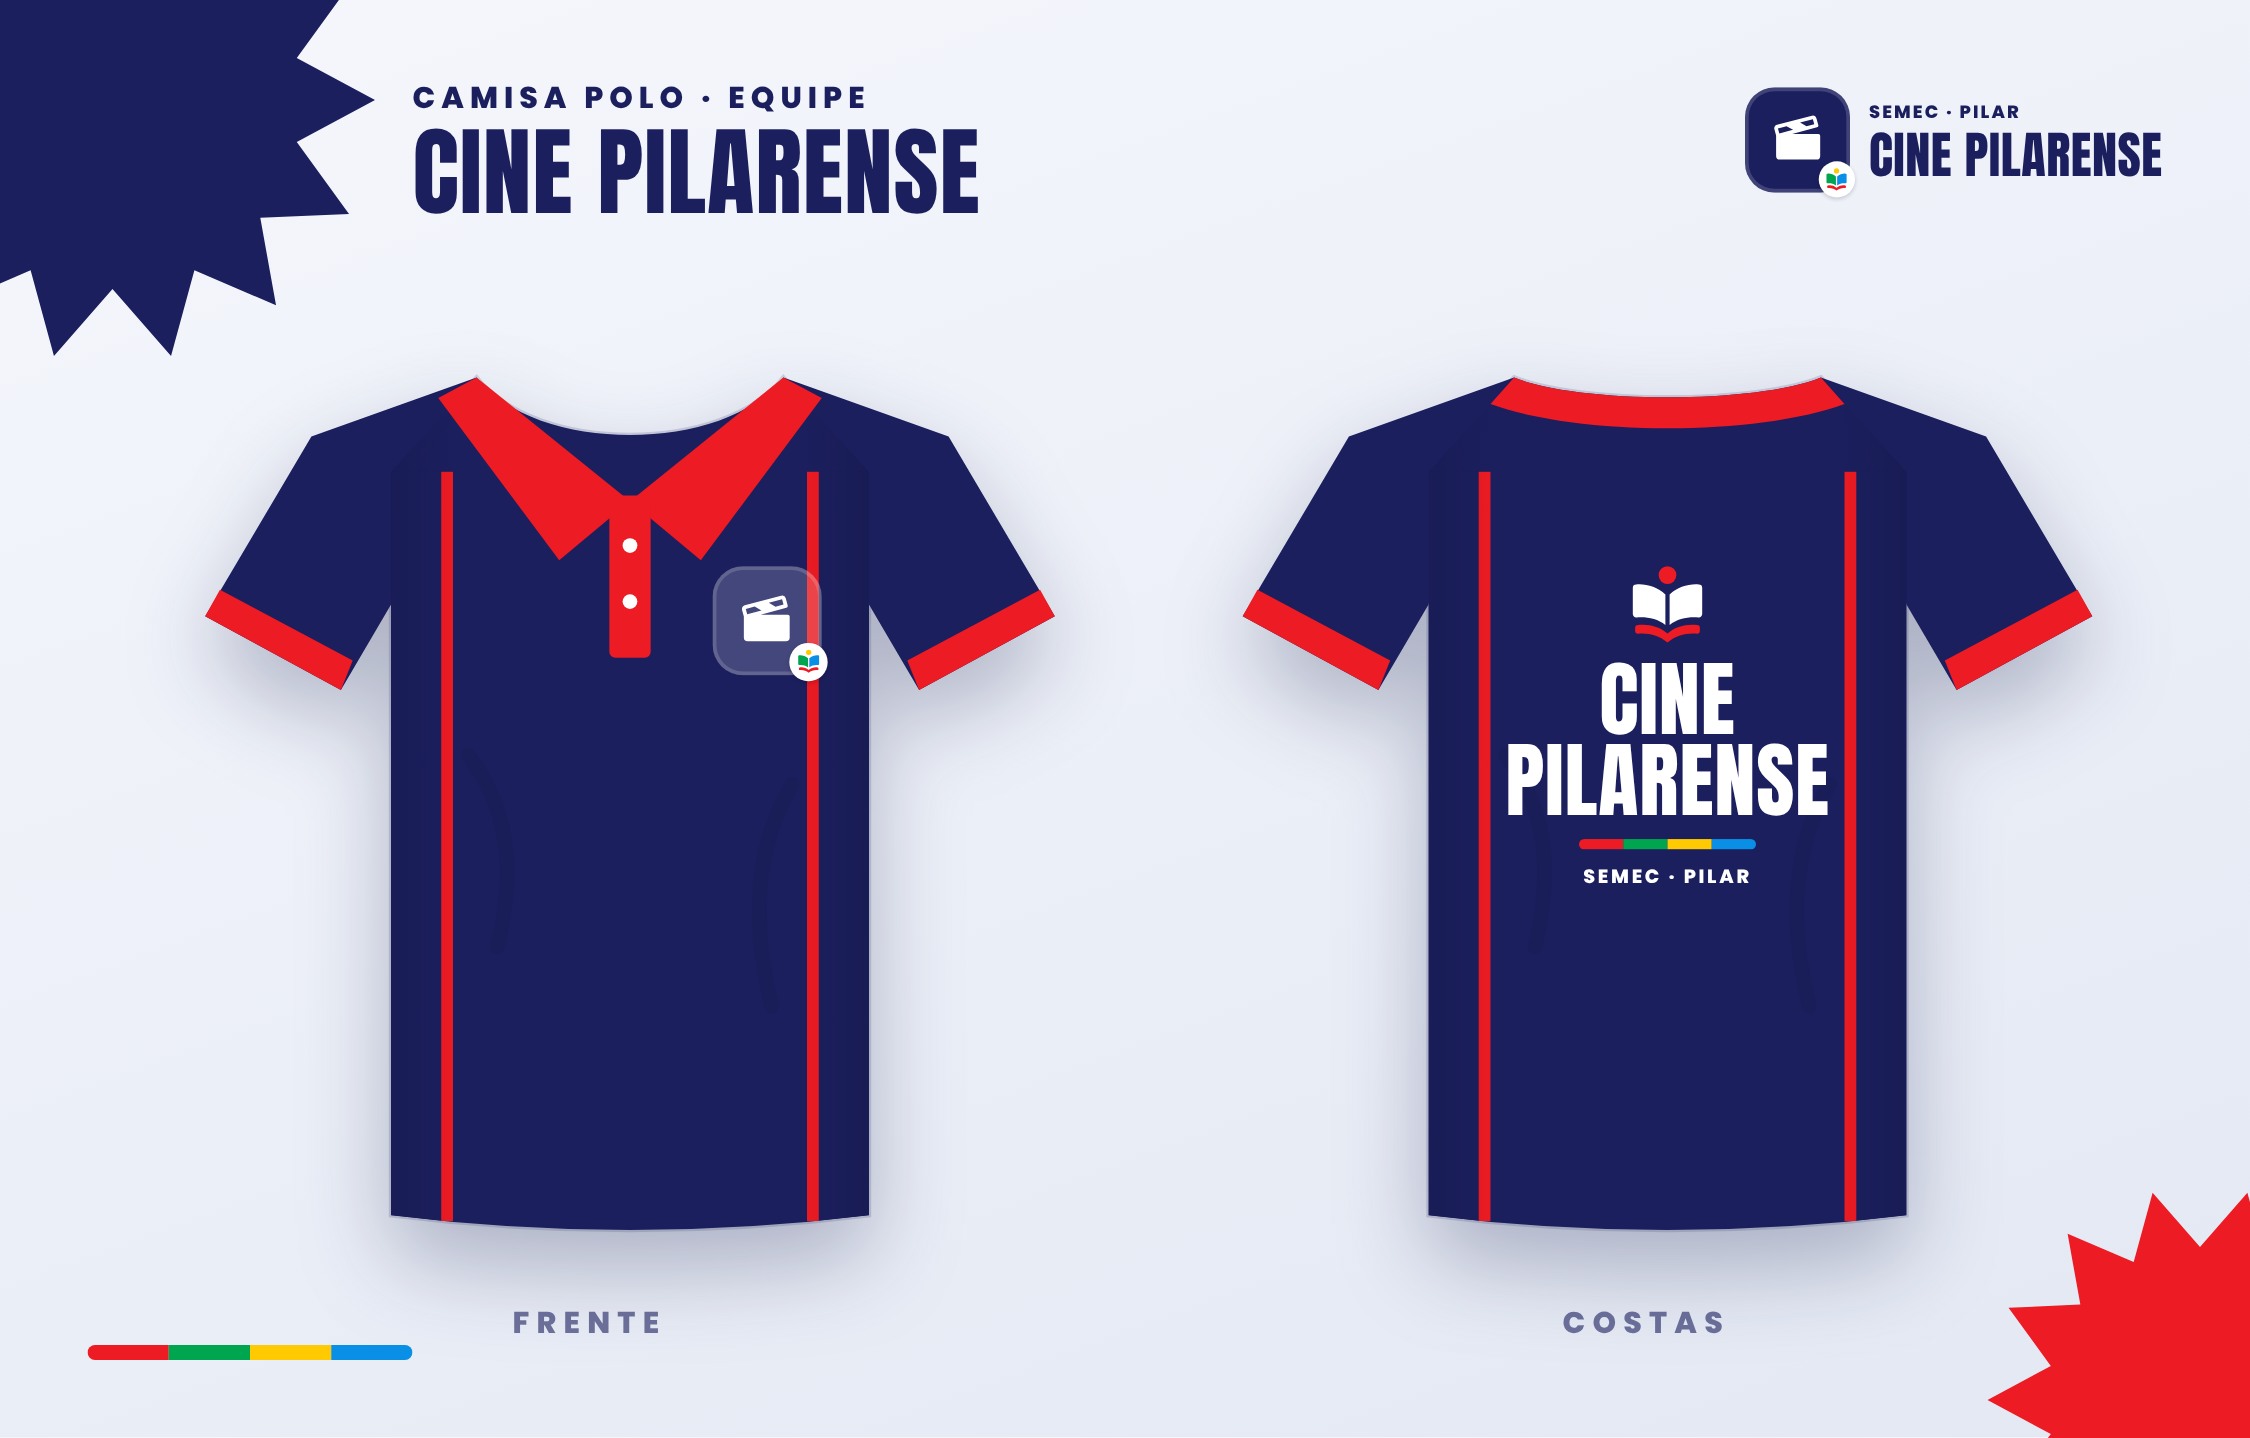 CAMISA POLO · EQUIPE
CINE PILARENSE
SEMEC · PILAR
CINE PILARENSE
CINE
PILARENSE
SEMEC · PILAR
FRENTE
COSTAS